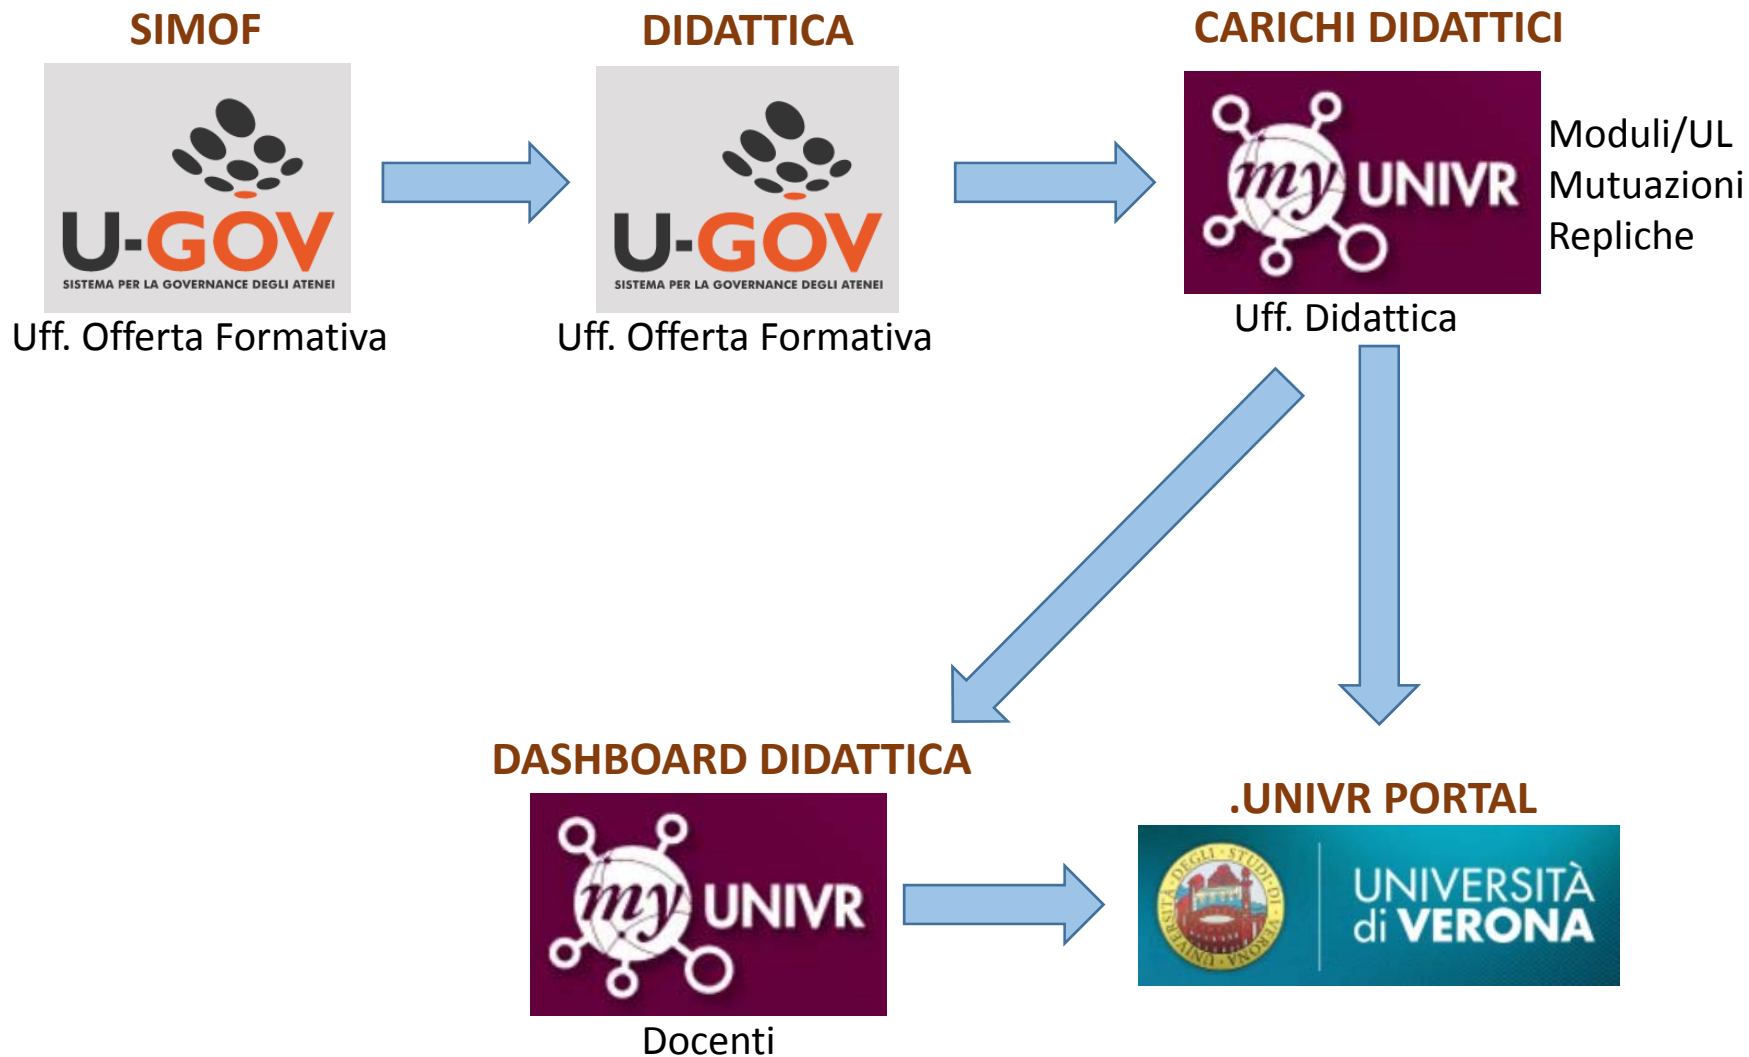 SIMOF
U-GOV
SISTEMA PER LA GOVERNANCE DEGLI ATENEI
Uff. Offerta Formativa
DIDATTICA
U-GOV
SISTEMA PER LA GOVERNANCE DEGLI ATENEI
Uff. Offerta Formativa
CARICHI DIDATTICI
my UNIVR
Moduli/UL
Mutuazioni
Repliche
Uff. Didattica
DASHBOARD DIDATTICA
my UNIVR
Docenti
.UNIVR PORTAL
UNIVERSITÀ
di VERONA